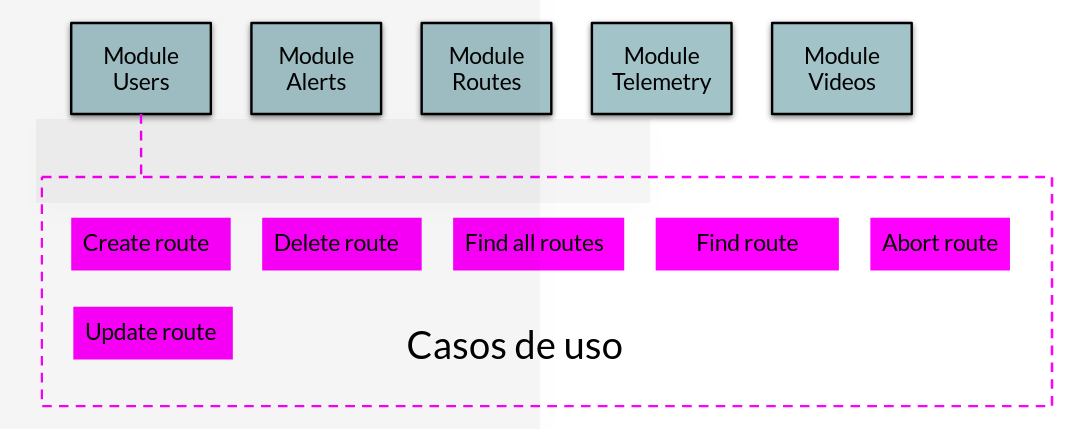 Module
Users
Module
Alerts
Module
Routes
Module
Telemetry
Module
Videos
Create route
Delete route
Find all routes
Find route
Abort route
Update route
Casos de uso